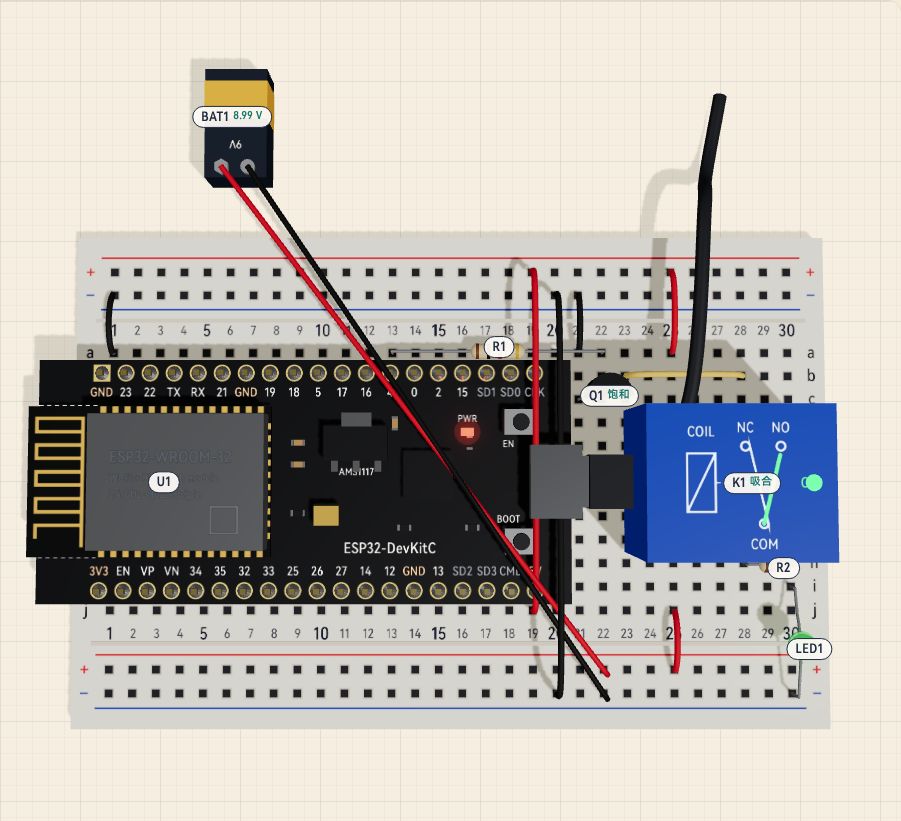 BAT1 8.99 V
9V
+ +
− −
1 2 3 4 5 6 7 8 9 10 11 12 13 14 15 16 17 18 19 20 21 22 23 24 25 26 27 28 29 30
a R1 a
b
GND 23 22 TX RX 21 GND 19 18 5 17 16 4 0 2 15 SD1 SD0 CLK
Q1 饱和
c
PWR
EN
COIL NC NO
ESP32-WROOM-32
AMS1117
U1
K1 吸合
BOOT
COM
ESP32-DevKitC
R2
3V3 EN VP VN 34 35 32 33 25 26 27 14 12 GND 13 SD2 SD3 CMD 5V
i
j j
1 2 3 4 5 6 7 8 9 10 11 12 13 14 15 16 17 18 19 20 21 22 23 24 25 26 27 28 29 30
LED1
+ +
− −